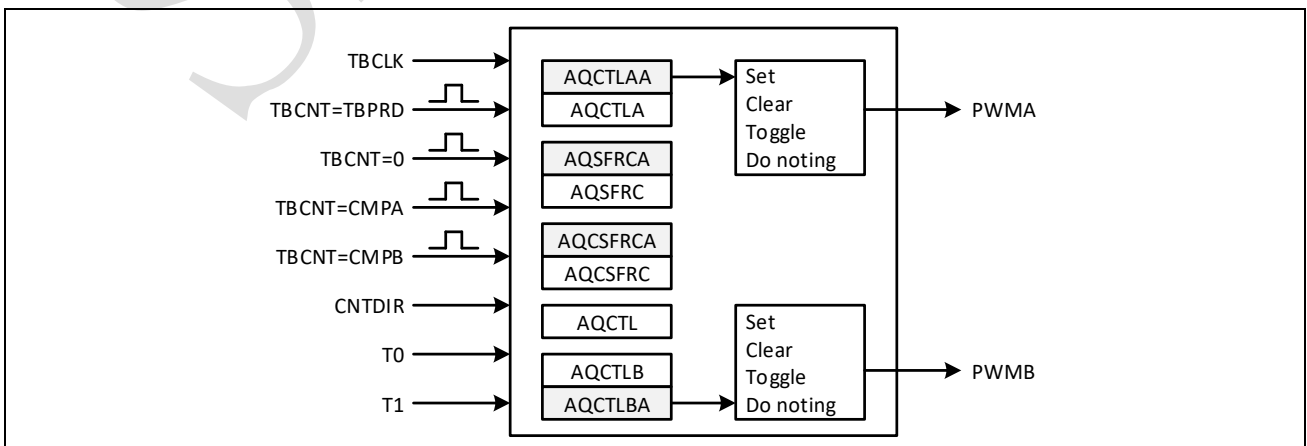 TBCLK
TBCNT=TBPRD
TBCNT=0
TBCNT=CMPA
TBCNT=CMPB
CNTDIR
T0
T1
AQCTLAA
AQCTLA
AQSFRCA
AQSFRC
AQCSFRCA
AQCSFRC
AQCTL
AQCTLB
AQCTLBA
Set
Clear
Toggle
Do noting
Set
Clear
Toggle
Do noting
PWMA
PWMB